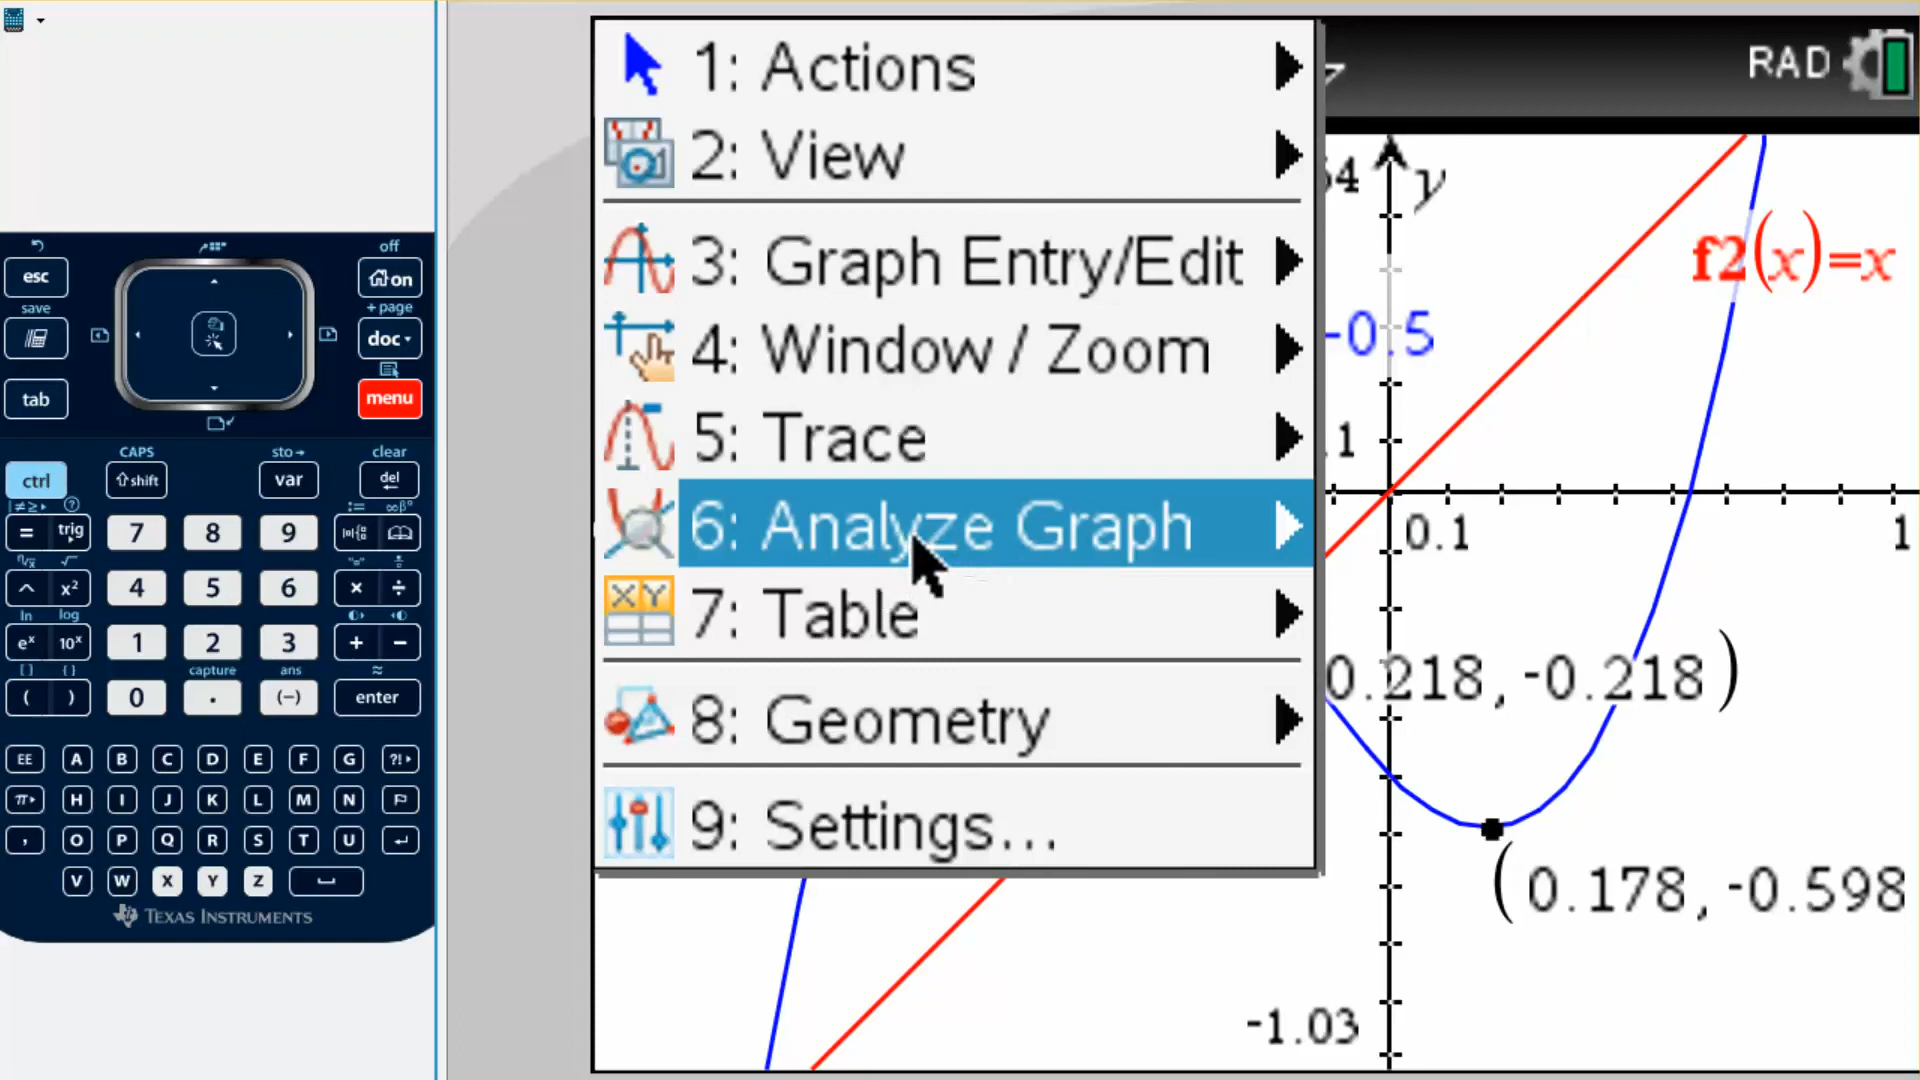 1: Actions
2: View
3: Graph Entry/Edit
4: Window / Zoom
5: Trace
6: Analyze Graph
7: Table
8: Geometry
9: Settings...
RAD
64
y
f2(x)=x
-0.5
.1
0.1
1
0.218, -0.218)
(0.178, -0.598
-1.03
off
esc
on
save
+ page
doc
tab
menu
CAPS
sto→
clear
ctrl
shift
var
del
=
trig
7
8
9
^
x²
4
5
6
×
÷
ln
log
eˣ
10ˣ
1
2
3
+
−
[ ]
{ }
capture
ans
≈
(
)
0
.
(−)
enter
EE
A
B
C
D
E
F
G
?!▸
π▸
H
I
J
K
L
M
N
,
O
P
Q
R
S
T
U
V
W
X
Y
Z
TEXAS INSTRUMENTS